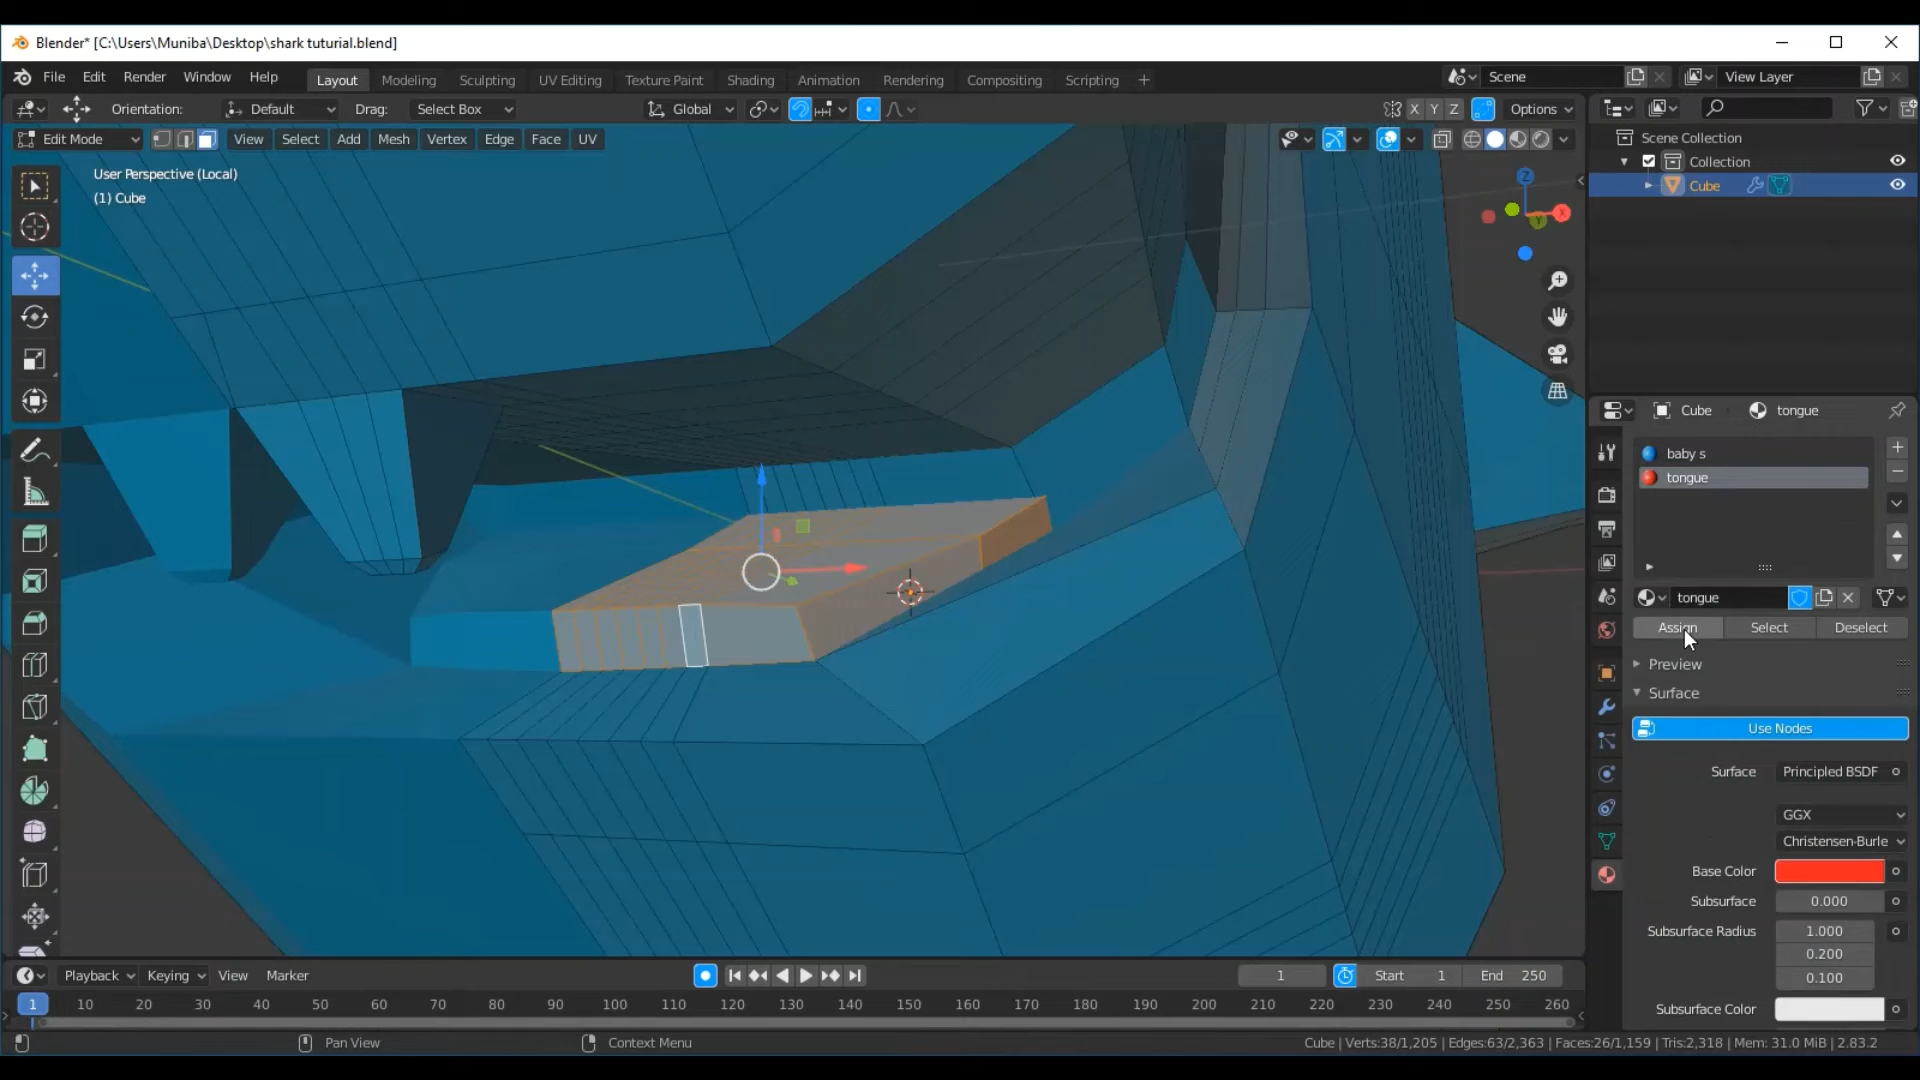 Blender* [C:\Users\Muniba\Desktop\shark tuturial.blend]
File Edit Render Window Help Layout Modeling Sculpting UV Editing Texture Paint Shading Animation Rendering Compositing Scripting + Scene View Layer
Orientation: Default Drag: Select Box Global X Y Z Options
Edit Mode View Select Add Mesh Vertex Edge Face UV
Scene Collection
Collection
Cube
User Perspective (Local)
(1) Cube
Z
X
Y
Cube tongue
baby s
tongue
tongue
Assign Select Deselect
Preview
Surface
Use Nodes
Surface Principled BSDF
GGX
Christensen-Burle
Base Color
Subsurface 0.000
Subsurface Radius 1.000
0.200
0.100
Subsurface Color
Playback Keying View Marker 1 Start 1 End 250
1 10 20 30 40 50 60 70 80 90 100 110 120 130 140 150 160 170 180 190 200 210 220 230 240 250 260
Pan View Context Menu Cube | Verts:38/1,205 | Edges:63/2,363 | Faces:26/1,159 | Tris:2,318 | Mem: 31.0 MiB | 2.83.2